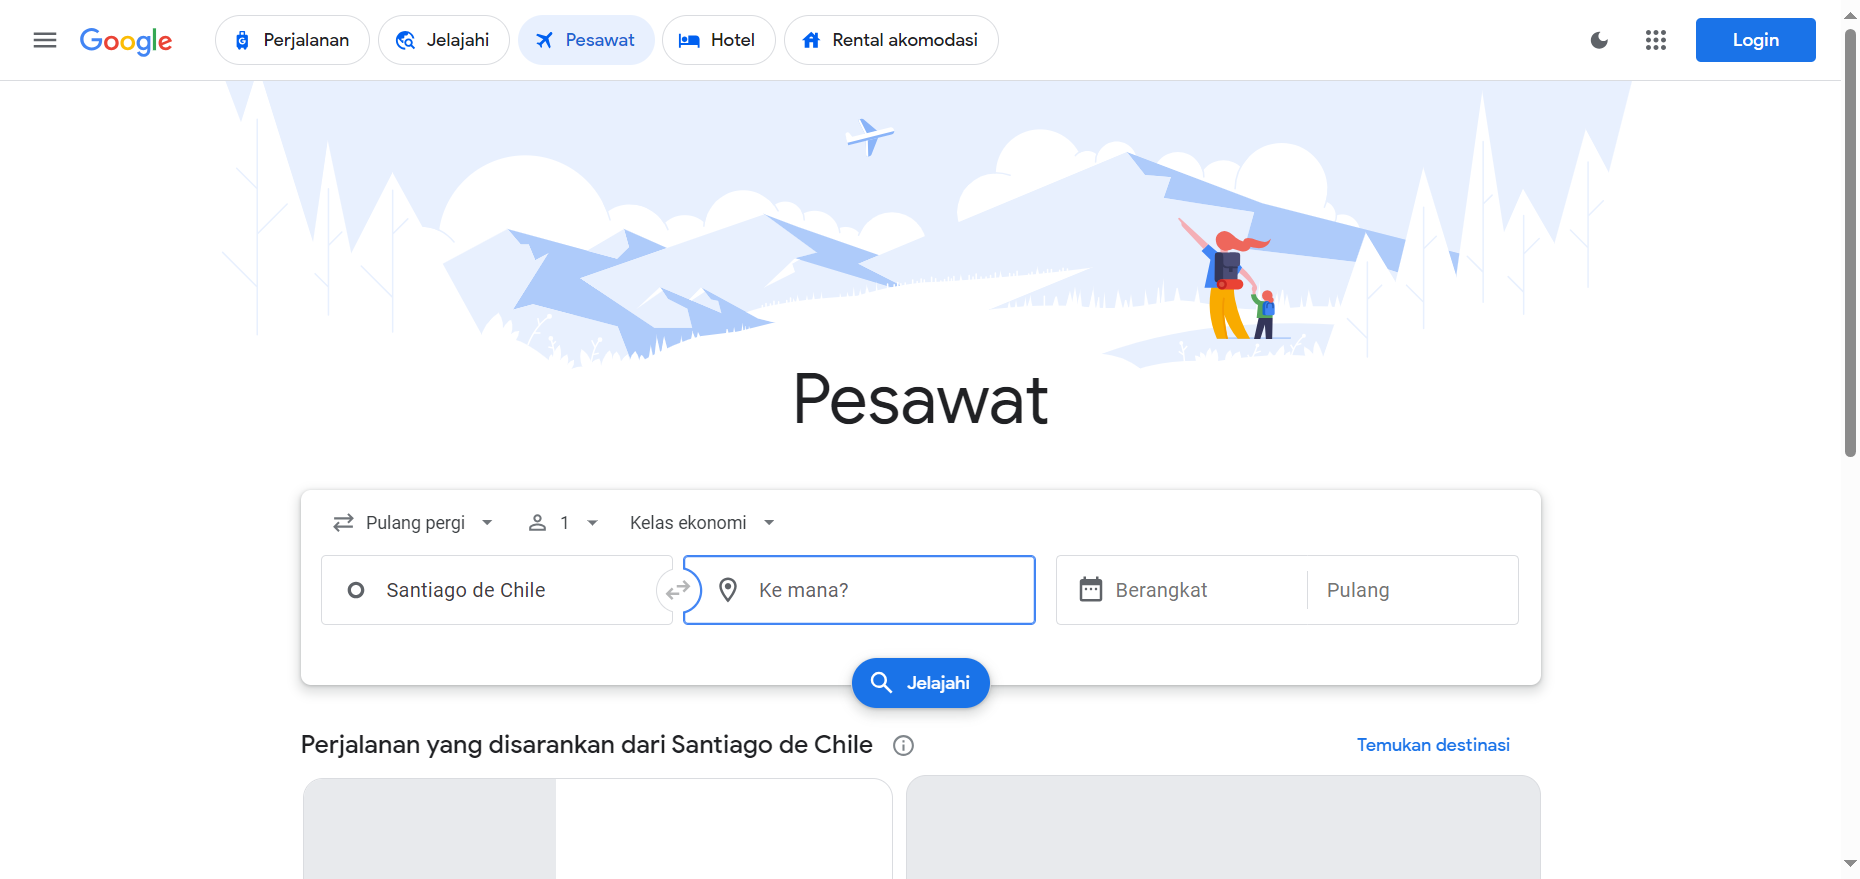 Google Perjalanan Jelajahi Pesawat Hotel Rental akomodasi Login
Pesawat
Pulang pergi 1 Kelas ekonomi
Santiago de Chile Ke mana? Berangkat Pulang
Jelajahi
Perjalanan yang disarankan dari Santiago de Chile Temukan destinasi